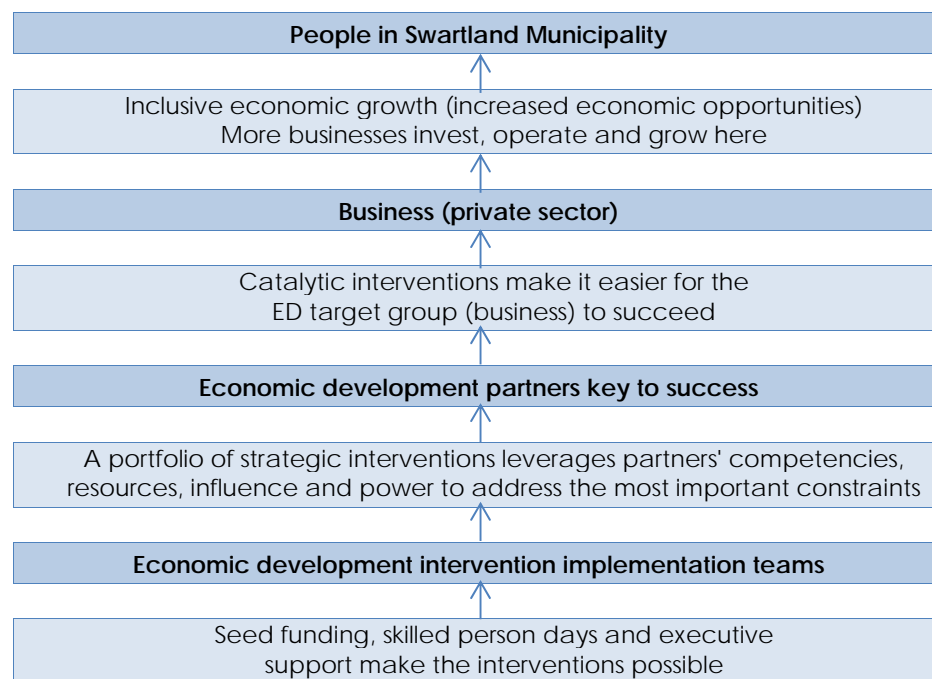 People in Swartland Municipality
Inclusive economic growth (increased economic opportunities)
More businesses invest, operate and grow here
Business (private sector)
Catalytic interventions make it easier for the
ED target group (business) to succeed
Economic development partners key to success
A portfolio of strategic interventions leverages partners' competencies,
resources, influence and power to address the most important constraints
Economic development intervention implementation teams
Seed funding, skilled person days and executive
support make the interventions possible